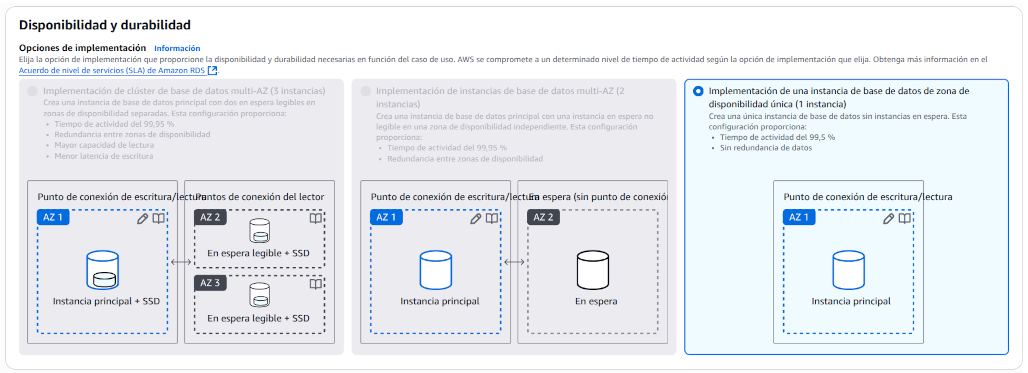 Disponibilidad y durabilidad
Opciones de implementación Información
Elija la opción de implementación que proporcione la disponibilidad y durabilidad necesarias en función del caso de uso. AWS se compromete a un determinado nivel de tiempo de actividad según la opción de implementación que elija. Obtenga más información en el
Acuerdo de nivel de servicios (SLA) de Amazon RDS.
Implementación de clúster de base de datos multi-AZ (3 instancias)
Crea una instancia de base de datos principal con dos en espera legibles en
zonas de disponibilidad separadas. Esta configuración proporciona:
• Tiempo de actividad del 99,95 %
• Redundancia entre zonas de disponibilidad
• Mayor capacidad de lectura
• Menor latencia de escritura
Punto de conexión de escritura/lectura
Puntos de conexión del lector
AZ 1
Instancia principal + SSD
AZ 2
En espera legible + SSD
AZ 3
En espera legible + SSD
Implementación de instancias de base de datos multi-AZ (2
instancias)
Crea una instancia de base de datos principal con una instancia en espera no
legible en una zona de disponibilidad independiente. Esta configuración
proporciona:
• Tiempo de actividad del 99,95 %
• Redundancia entre zonas de disponibilidad
Punto de conexión de escritura/lectura
En espera (sin punto de conexión
AZ 1
Instancia principal
AZ 2
En espera
Implementación de una instancia de base de datos de zona de
disponibilidad única (1 instancia)
Crea una única instancia de base de datos sin instancias en espera. Esta
configuración proporciona:
• Tiempo de actividad del 99,5 %
• Sin redundancia de datos
Punto de conexión de escritura/lectura
AZ 1
Instancia principal